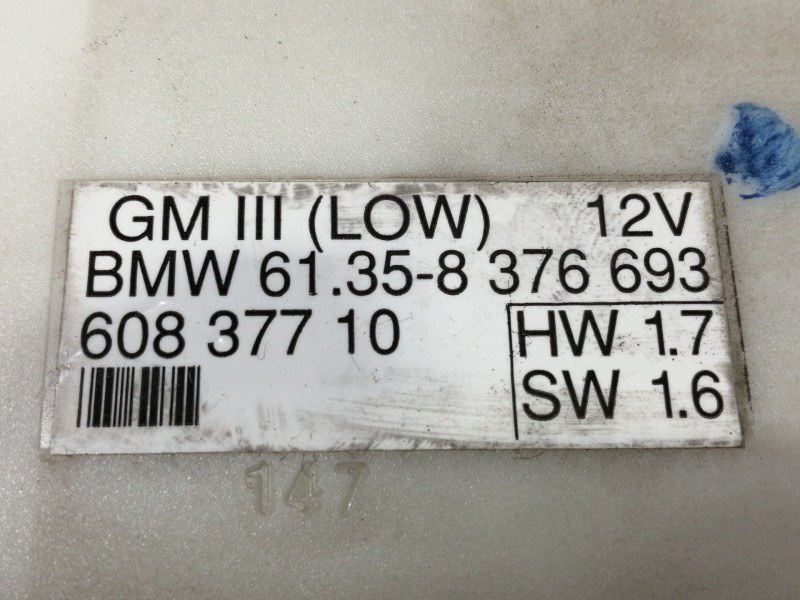 GM III (LOW) 12V
BMW 61.35-8 376 693
608 377 10 HW 1.7
SW 1.6
147